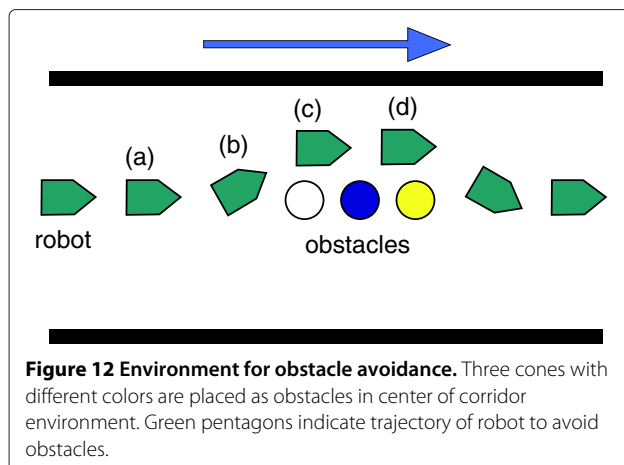 (c) (d)
(a) (b)
robot
obstacles
Figure 12 Environment for obstacle avoidance. Three cones with
different colors are placed as obstacles in center of corridor
environment. Green pentagons indicate trajectory of robot to avoid
obstacles.